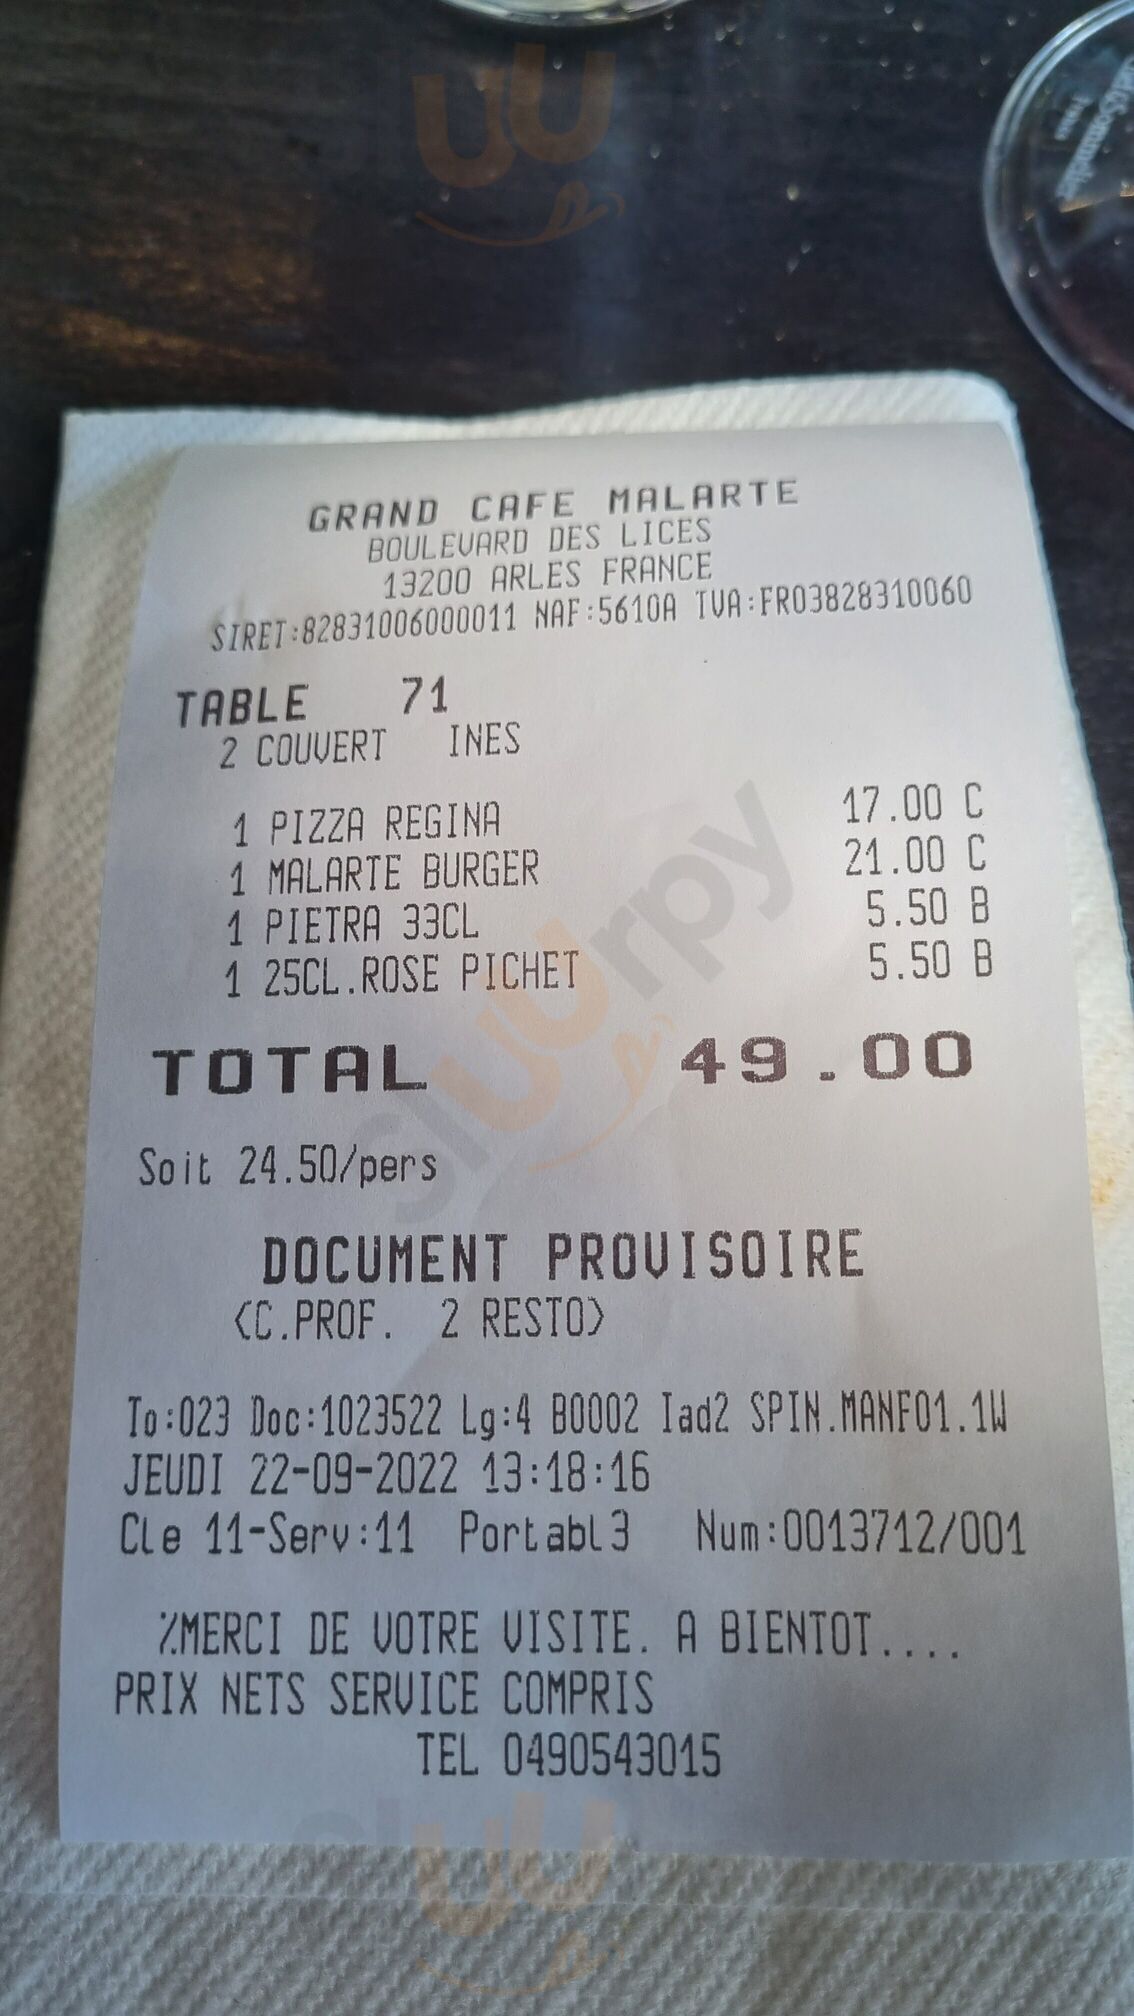 GRAND CAFE MALARTE
BOULEVARD DES LICES
13200 ARLES FRANCE
SIRET:82831006000011 NAF:5610A TVA:FR03828310060
TABLE 71
2 COUVERT INES
1 PIZZA REGINA 17.00 C
1 MALARTE BURGER 21.00 C
1 PIETRA 33CL 5.50 B
1 25CL.ROSE PICHET 5.50 B
TOTAL 49.00
Soit 24.50/pers
DOCUMENT PROVISOIRE
<C.PROF. 2 RESTO>
To:023 Doc:1023522 Lg:4 B0002 Iad2 SPIN.MANF01.1W
JEUDI 22-09-2022 13:18:16
Cle 11-Serv:11 Portabl3 Num:0013712/001
%MERCI DE VOTRE VISITE. A BIENTOT....
PRIX NETS SERVICE COMPRIS
TEL 0490543015
slurpy